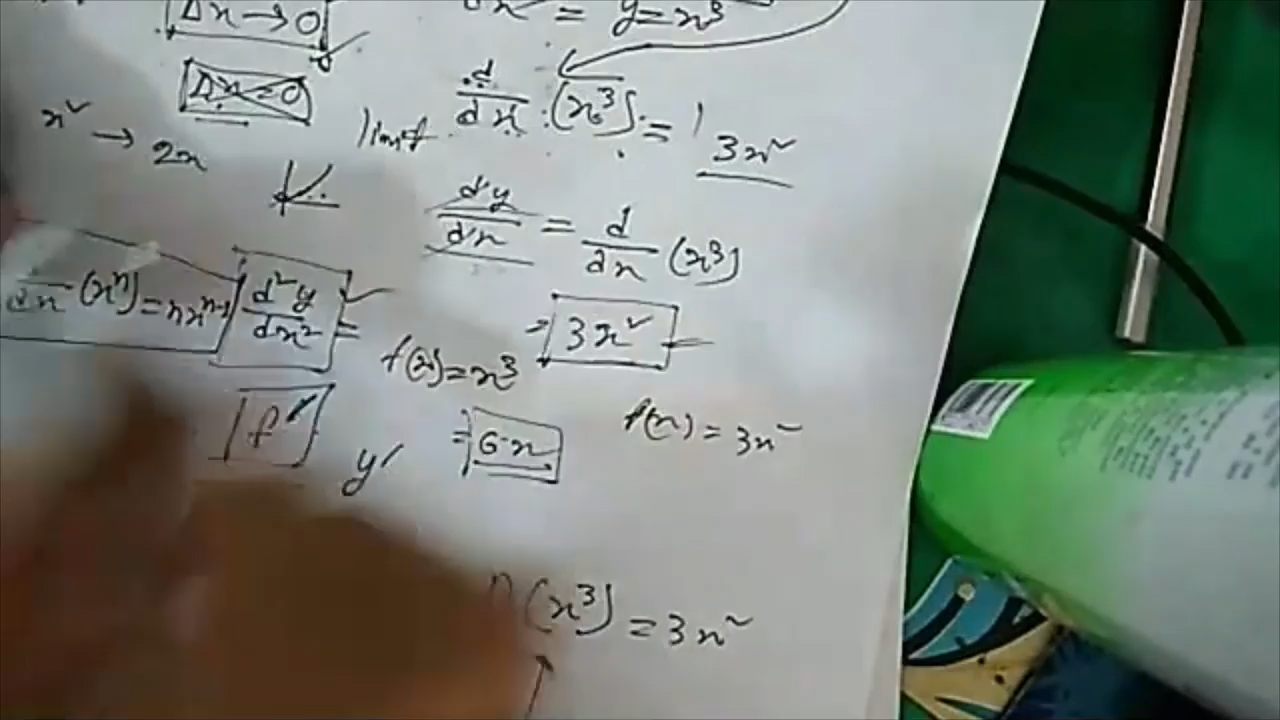 Δx → 0 = y = x³
Δx = 0
x² → 2x limit d/dx (x³) = 3x²
dy/dx = d/dx (x³)
dx (xⁿ) = nxⁿ⁻¹ d²y/dx² = = 3x²
f(x) = x³
f' y' = 6x f(x) = 3x²
(x³) = 3x²